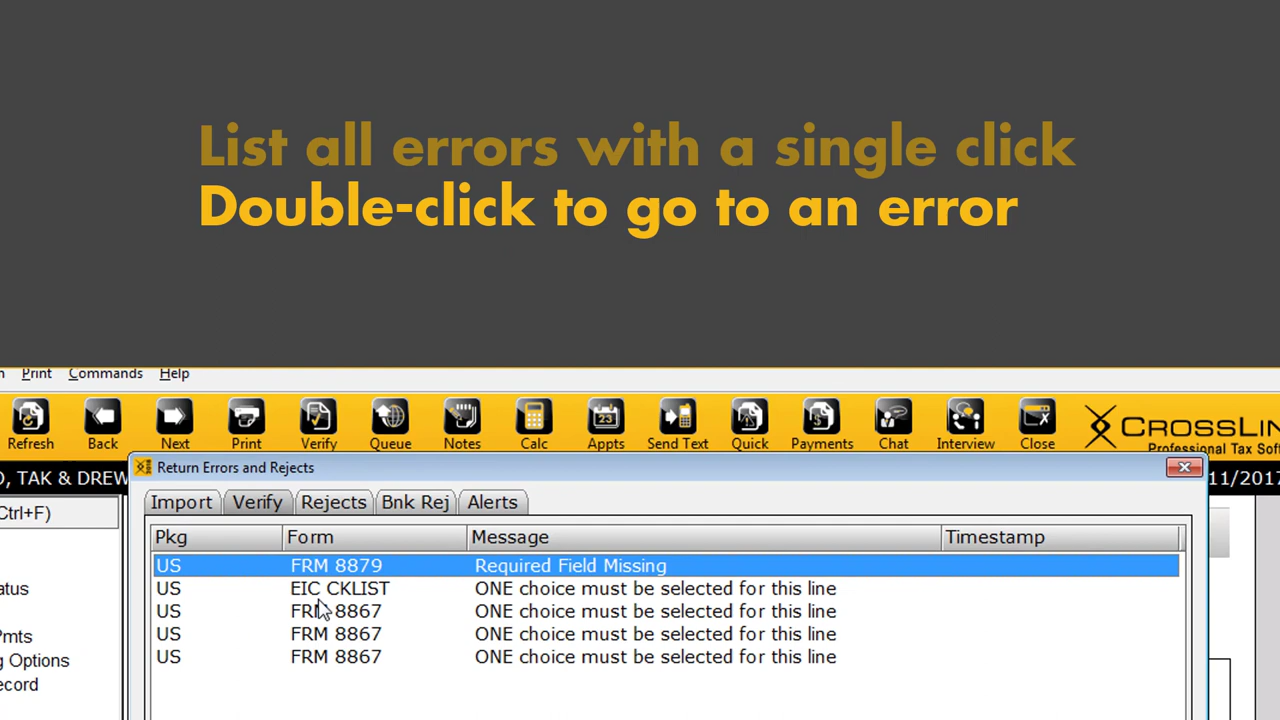 List all errors with a single click
Double-click to go to an error
Print Commands Help
Refresh Back Next Print Verify Queue Notes Calc Appts Send Text Quick Payments Chat Interview Close
CROSSLIN
Professional Tax Sof
O, TAK & DREW
11/2017
Return Errors and Rejects
Ctrl+F)
Import Verify Rejects Bnk Rej Alerts
Pkg Form Message Timestamp
US FRM 8879 Required Field Missing
US EIC CKLIST ONE choice must be selected for this line
US FRM 8867 ONE choice must be selected for this line
US FRM 8867 ONE choice must be selected for this line
US FRM 8867 ONE choice must be selected for this line
atus
Pmts
g Options
ecord